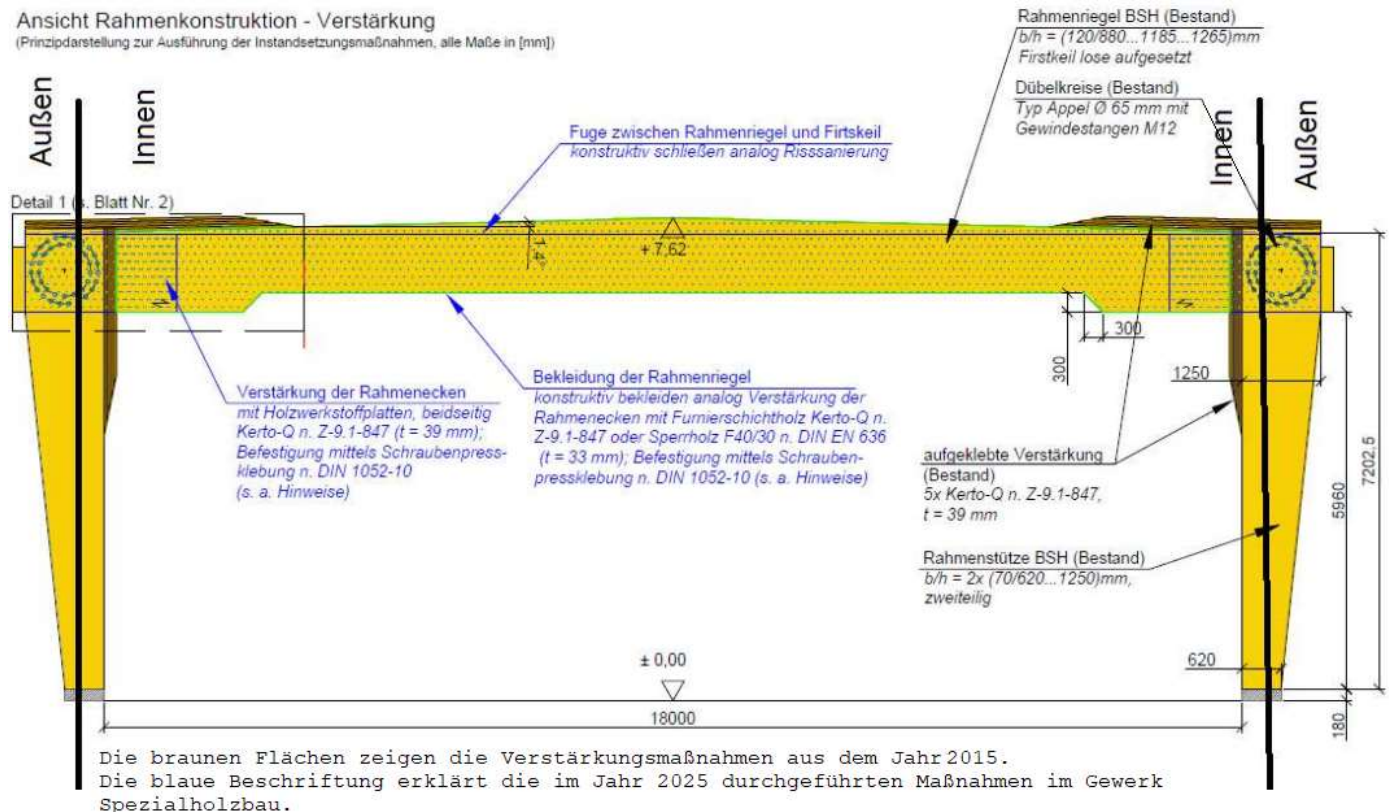 Ansicht Rahmenkonstruktion - Verstärkung
(Prinzipdarstellung zur Ausführung der Instandsetzungsmaßnahmen, alle Maße in [mm])
Außen
Innen
Rahmenriegel BSH (Bestand)
b/h = (120/880...1185...1265)mm
Firstkeil lose aufgesetzt
Dübelkreise (Bestand)
Typ Appel Ø 65 mm mit
Gewindestangen M12
Innen
Außen
Fuge zwischen Rahmenriegel und Firtskeil
konstruktiv schließen analog Risssanierung
Detail 1 (s. Blatt Nr. 2)
1,4°
+ 7,62
300
300
1250
Verstärkung der Rahmenecken
mit Holzwerkstoffplatten, beidseitig
Kerto-Q n. Z-9.1-847 (t = 39 mm);
Befestigung mittels Schraubenpress-
klebung n. DIN 1052-10
(s. a. Hinweise)
Bekleidung der Rahmenriegel
konstruktiv bekleiden analog Verstärkung der
Rahmenecken mit Furnierschichtholz Kerto-Q n.
Z-9.1-847 oder Sperrholz F40/30 n. DIN EN 636
(t = 33 mm); Befestigung mittels Schrauben-
pressklebung n. DIN 1052-10 (s. a. Hinweise)
aufgeklebte Verstärkung
(Bestand)
5x Kerto-Q n. Z-9.1-847,
t = 39 mm
5960
7202,5
Rahmenstütze BSH (Bestand)
b/h = 2x (70/620...1250)mm,
zweiteilig
± 0,00
620
18000
180
Die braunen Flächen zeigen die Verstärkungsmaßnahmen aus dem Jahr 2015.
Die blaue Beschriftung erklärt die im Jahr 2025 durchgeführten Maßnahmen im Gewerk
Spezialholzbau.